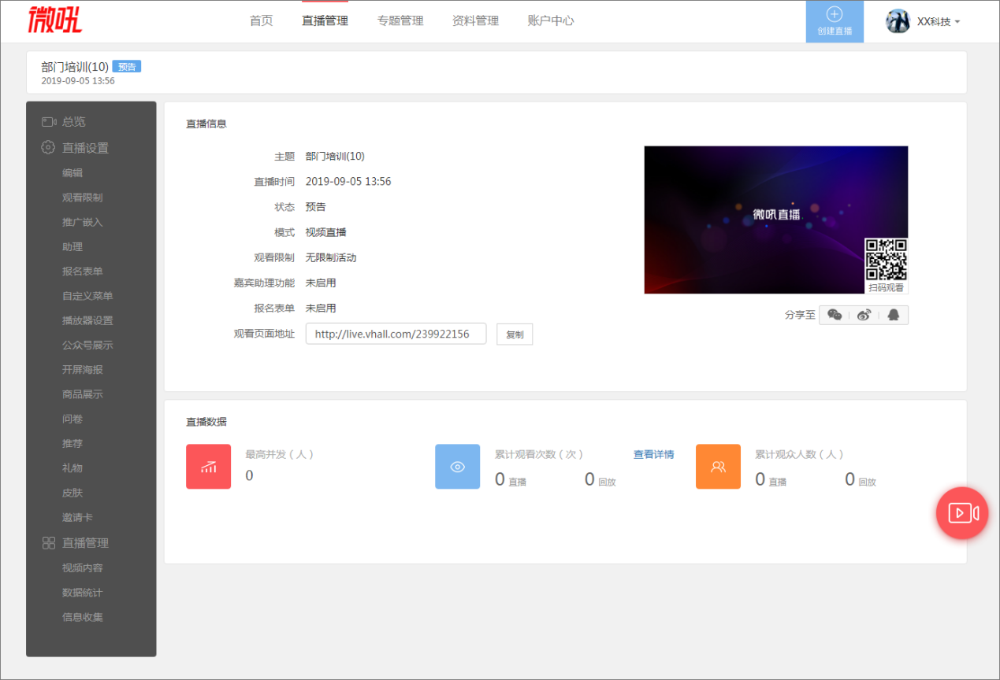 微吼
首页
直播管理
专题管理
资料管理
账户中心
创建直播
XX科技
部门培训(10) 预告
2019-09-05 13:56
总览
直播设置
编辑
观看限制
推广嵌入
助理
报名表单
自定义菜单
播放器设置
公众号展示
开屏海报
商品展示
问卷
推荐
礼物
皮肤
邀请卡
直播管理
视频内容
数据统计
信息收集
直播信息
主题 部门培训(10)
直播时间 2019-09-05 13:56
状态 预告
模式 视频直播
观看限制 无限制活动
嘉宾助理功能 未启用
报名表单 未启用
观看页面地址 http://live.vhall.com/239922156 复制
微吼直播
扫码观看
分享至
直播数据
最高并发（人）
0
累计观看次数（次） 查看详情
0 直播 0 回放
累计观众人数（人）
0 直播 0 回放